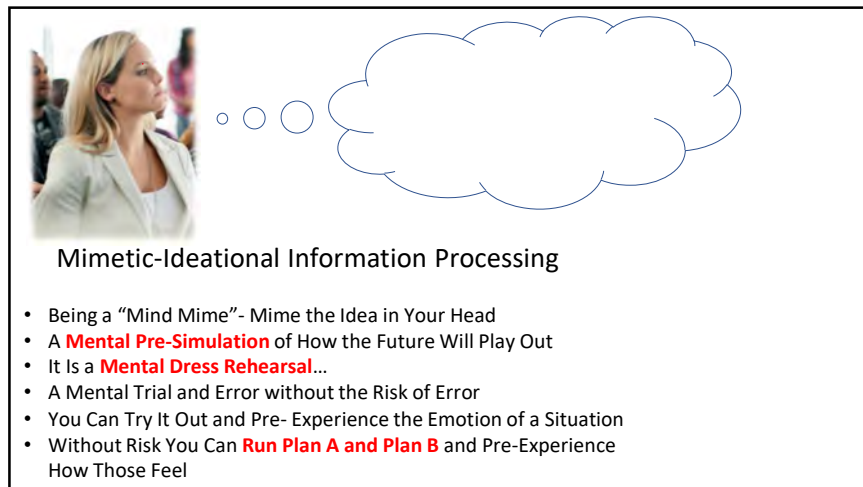 Mimetic-Ideational Information Processing
• Being a “Mind Mime”- Mime the Idea in Your Head
• A Mental Pre-Simulation of How the Future Will Play Out
• It Is a Mental Dress Rehearsal…
• A Mental Trial and Error without the Risk of Error
• You Can Try It Out and Pre- Experience the Emotion of a Situation
• Without Risk You Can Run Plan A and Plan B and Pre-Experience
How Those Feel